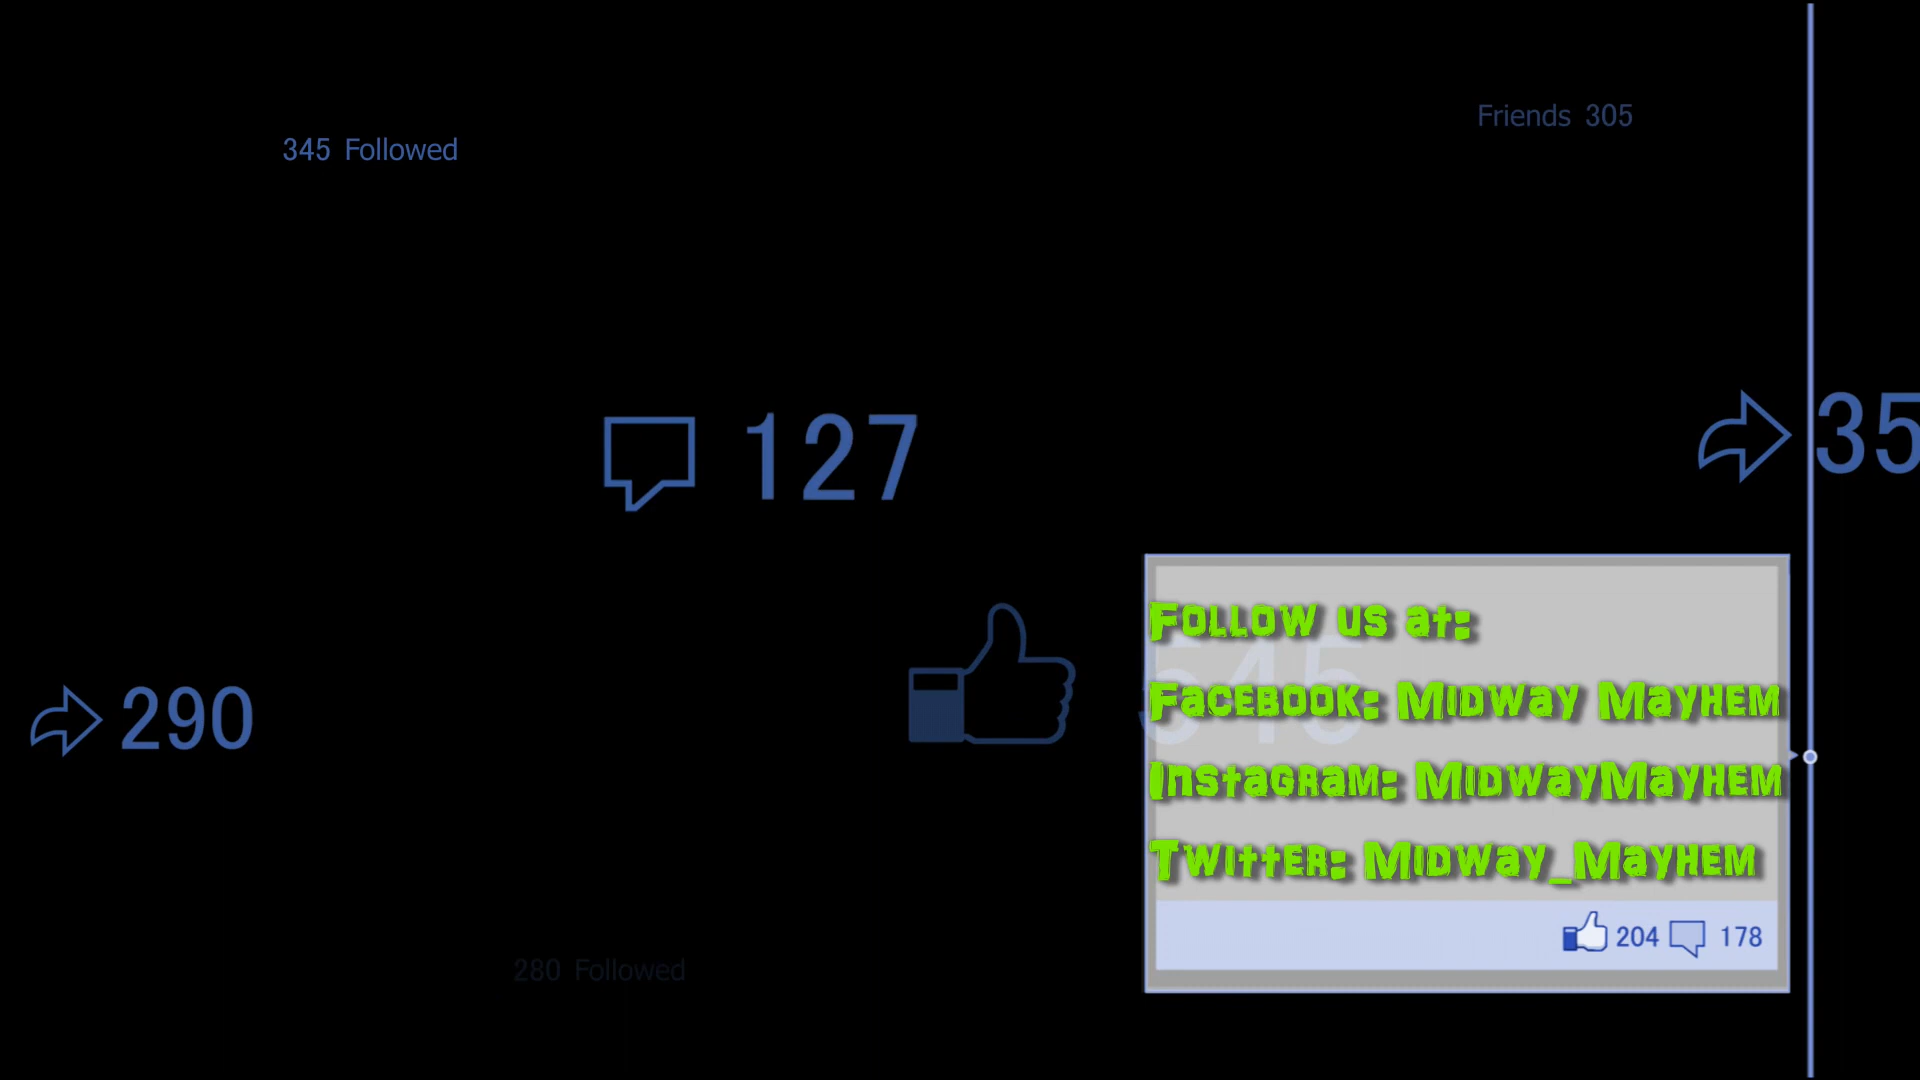 Friends 305
345 Followed
127
35
Follow us at:
545
Facebook: Midway Mayhem
290
Instagram: MidwayMayhem
Twitter: Midway_Mayhem
204 178
280 Followed